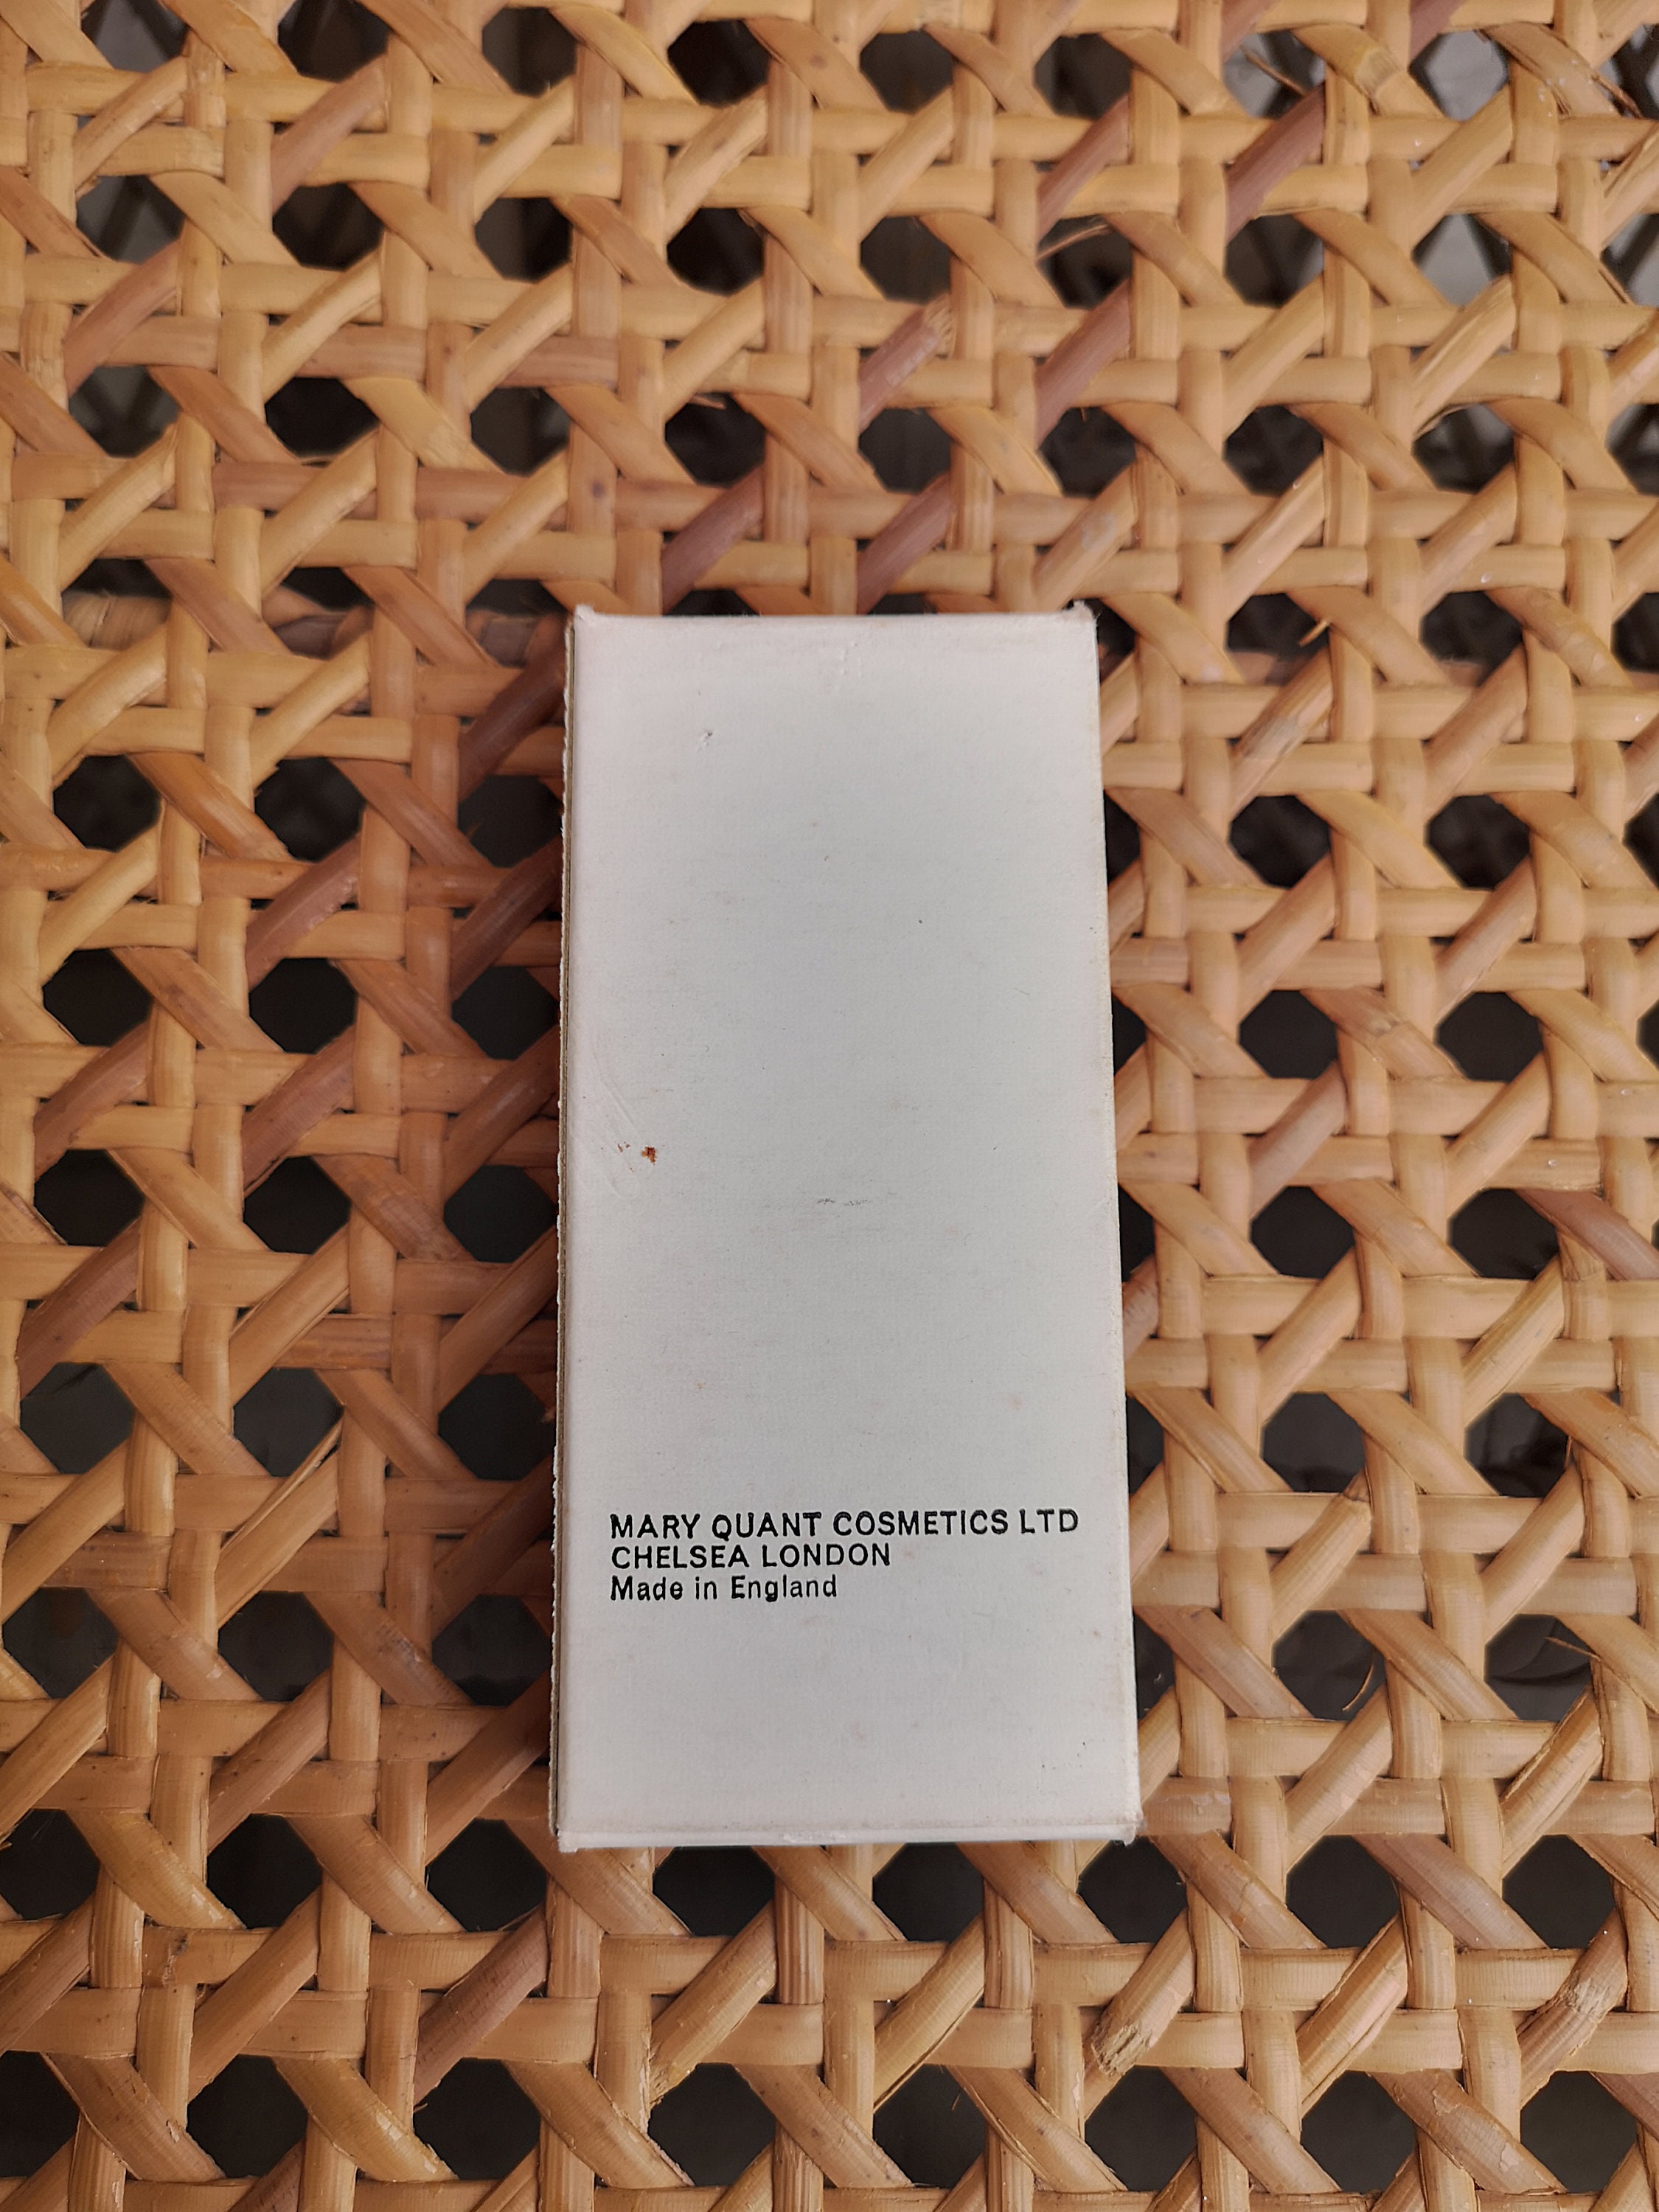 MARY QUANT COSMETICS LTD
CHELSEA LONDON
Made in England